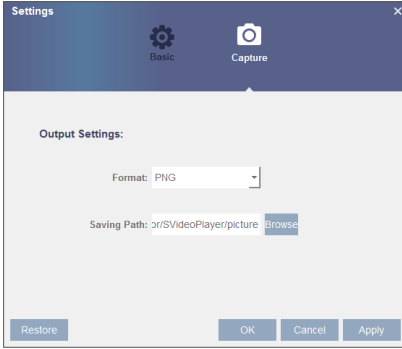 Settings
Basic
Capture
Output Settings:
Format: PNG
Saving Path: or/SVideoPlayer/picture Browse
Restore OK Cancel Apply